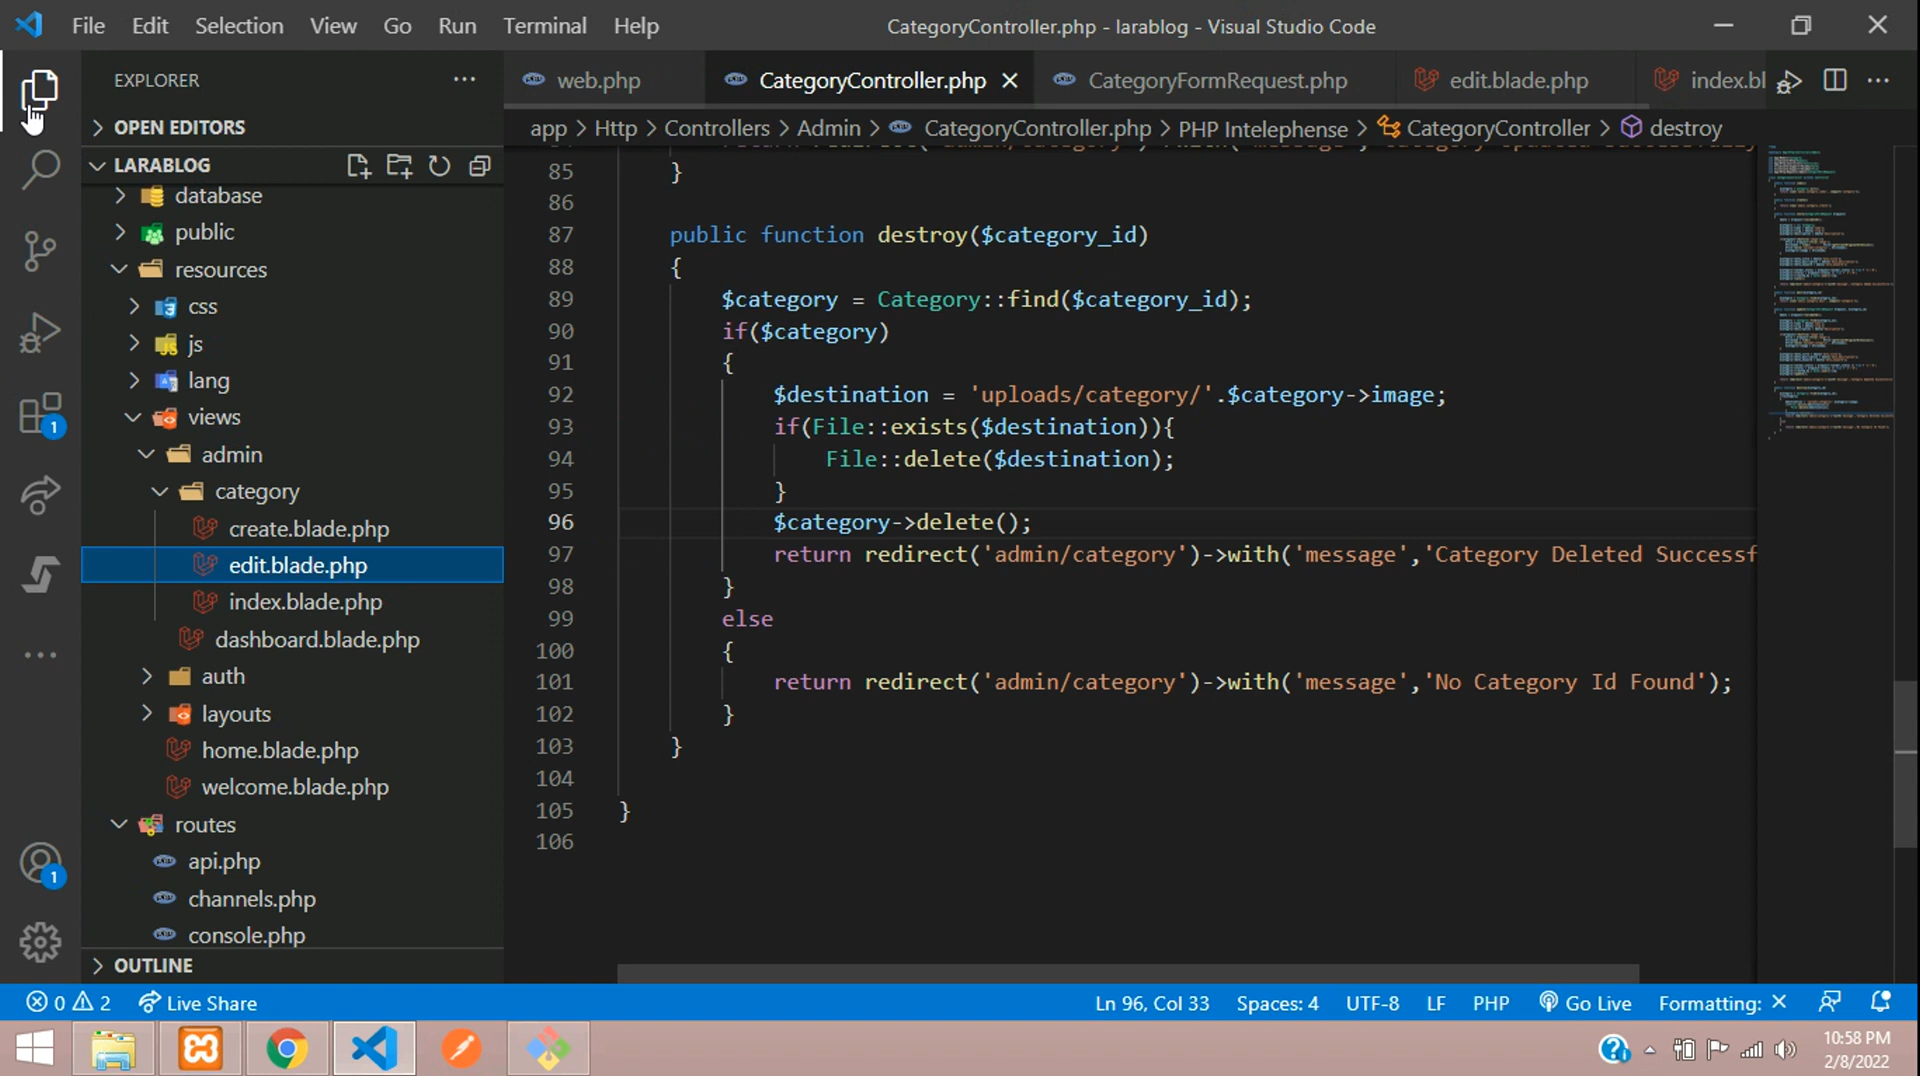 File Edit Selection View Go Run Terminal Help CategoryController.php - larablog - Visual Studio Code
EXPLORER
web.php CategoryController.php CategoryFormRequest.php edit.blade.php index.bl
OPEN EDITORS
app > Http > Controllers > Admin > CategoryController.php > PHP Intelephense > CategoryController > destroy
LARABLOG
database
public
resources
css
js
lang
views
admin
category
create.blade.php
edit.blade.php
index.blade.php
dashboard.blade.php
auth
layouts
home.blade.php
welcome.blade.php
routes
api.php
channels.php
console.php
OUTLINE
85 }
86
87 public function destroy($category_id)
88 {
89 $category = Category::find($category_id);
90 if($category)
91 {
92 $destination = 'uploads/category/'.$category->image;
93 if(File::exists($destination)){
94 File::delete($destination);
95 }
96 $category->delete();
97 return redirect('admin/category')->with('message','Category Deleted Successf
98 }
99 else
100 {
101 return redirect('admin/category')->with('message','No Category Id Found');
102 }
103 }
104
105 }
106
1
1
0 2 Live Share Ln 96, Col 33 Spaces: 4 UTF-8 LF PHP Go Live Formatting: ×
10:58 PM
2/8/2022